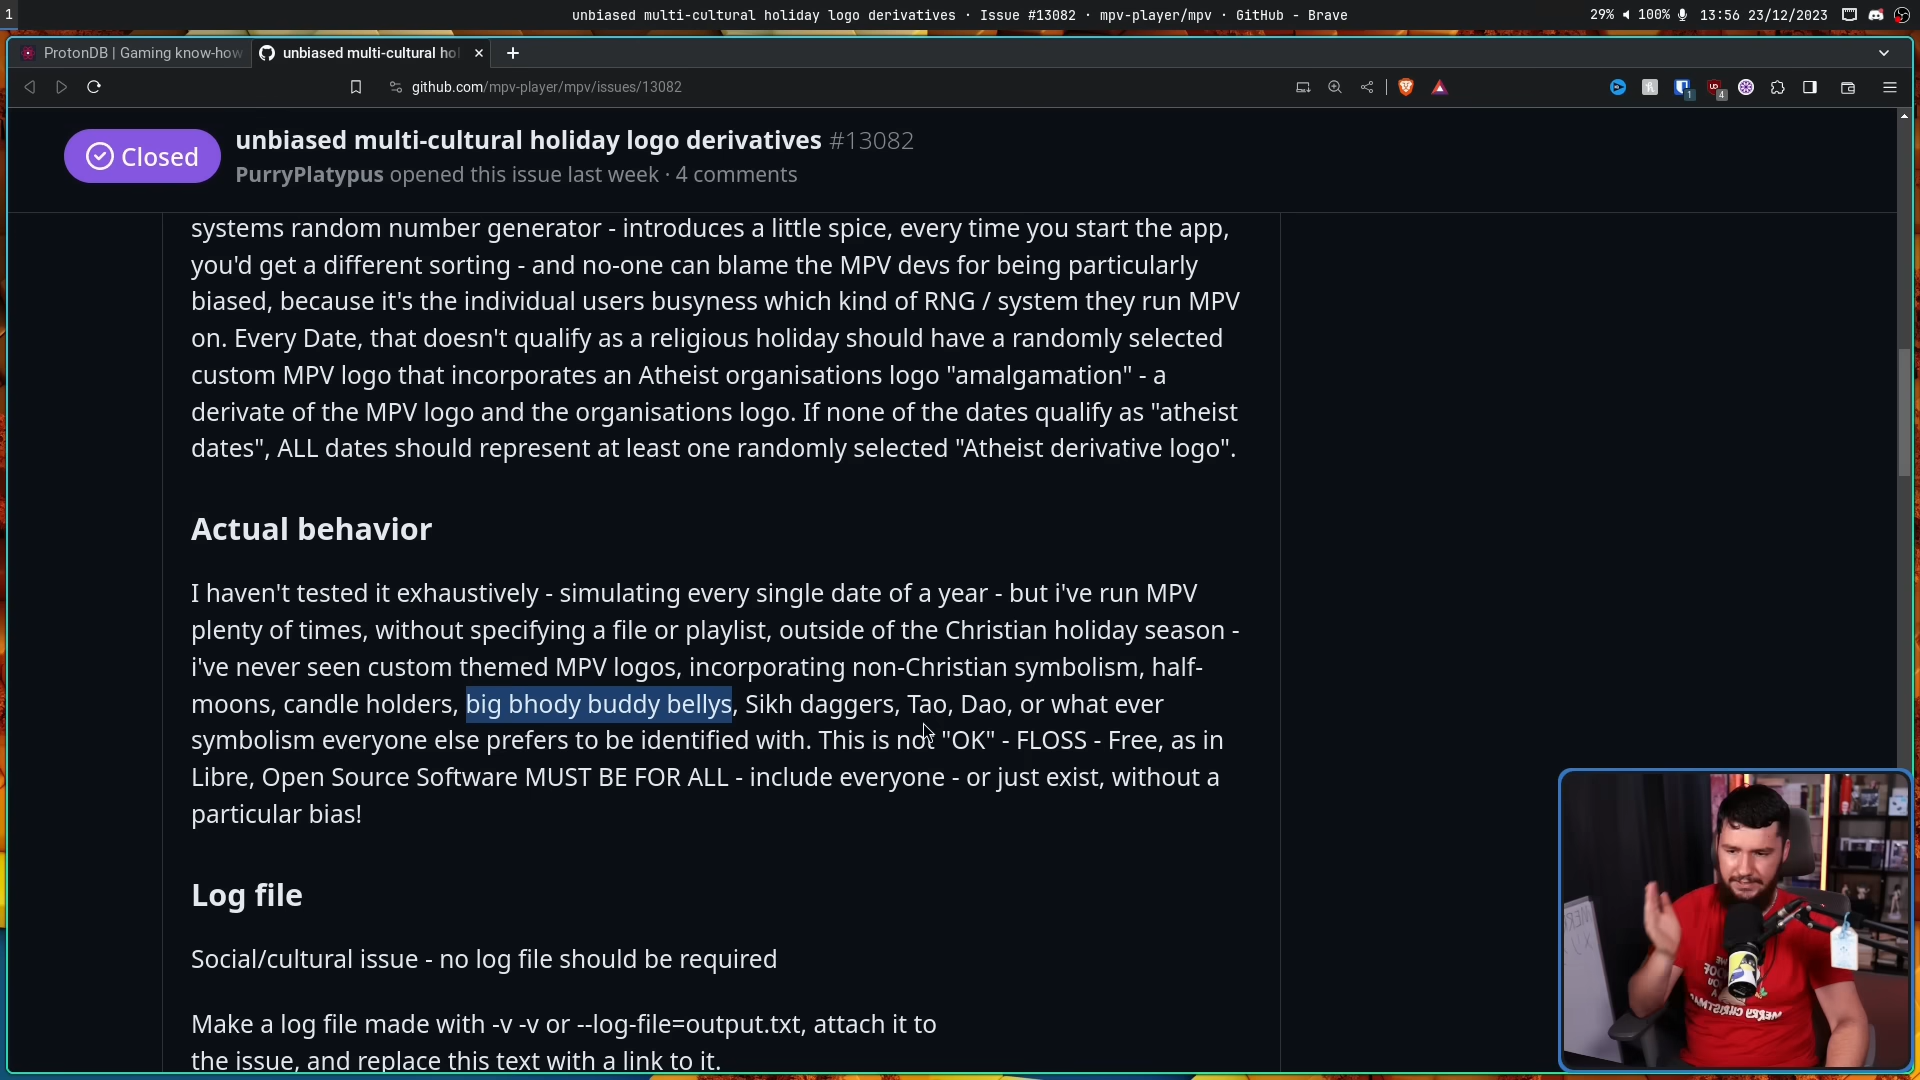 1
unbiased multi-cultural holiday logo derivatives · Issue #13082 · mpv-player/mpv · GitHub - Brave
29% 100% 13:56 23/12/2023
ProtonDB | Gaming know-how
unbiased multi-cultural hol
github.com/mpv-player/mpv/issues/13082
1
4
Closed
unbiased multi-cultural holiday logo derivatives #13082
PurryPlatypus opened this issue last week · 4 comments
systems random number generator - introduces a little spice, every time you start the app,
you'd get a different sorting - and no-one can blame the MPV devs for being particularly
biased, because it's the individual users busyness which kind of RNG / system they run MPV
on. Every Date, that doesn't qualify as a religious holiday should have a randomly selected
custom MPV logo that incorporates an Atheist organisations logo "amalgamation" - a
derivate of the MPV logo and the organisations logo. If none of the dates qualify as "atheist
dates", ALL dates should represent at least one randomly selected "Atheist derivative logo".
Actual behavior
I haven't tested it exhaustively - simulating every single date of a year - but i've run MPV
plenty of times, without specifying a file or playlist, outside of the Christian holiday season -
i've never seen custom themed MPV logos, incorporating non-Christian symbolism, half-
moons, candle holders, big bhody buddy bellys, Sikh daggers, Tao, Dao, or what ever
symbolism everyone else prefers to be identified with. This is not "OK" - FLOSS - Free, as in
Libre, Open Source Software MUST BE FOR ALL - include everyone - or just exist, without a
particular bias!
Log file
Social/cultural issue - no log file should be required
Make a log file made with -v -v or --log-file=output.txt, attach it to
the issue, and replace this text with a link to it.